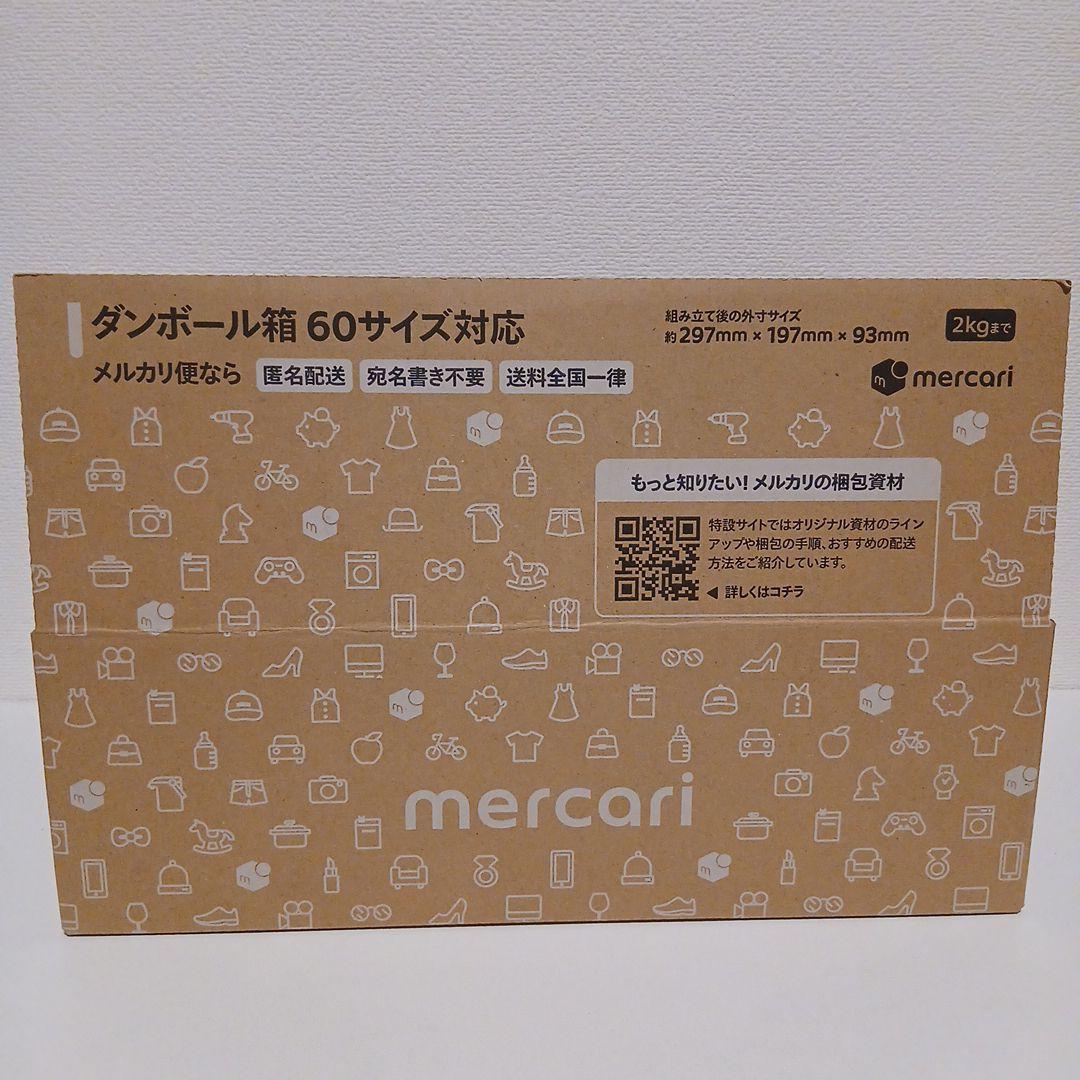 ダンボール箱 60サイズ対応
組み立て後の外寸サイズ
約297mm × 197mm × 93mm
2kgまで
メルカリ便なら 匿名配送 宛名書き不要 送料全国一律
mercari
もっと知りたい! メルカリの梱包資材
特設サイトではオリジナル資材のライン
アップや梱包の手順、おすすめの配送
方法をご紹介しています。
◀ 詳しくはコチラ
mercari